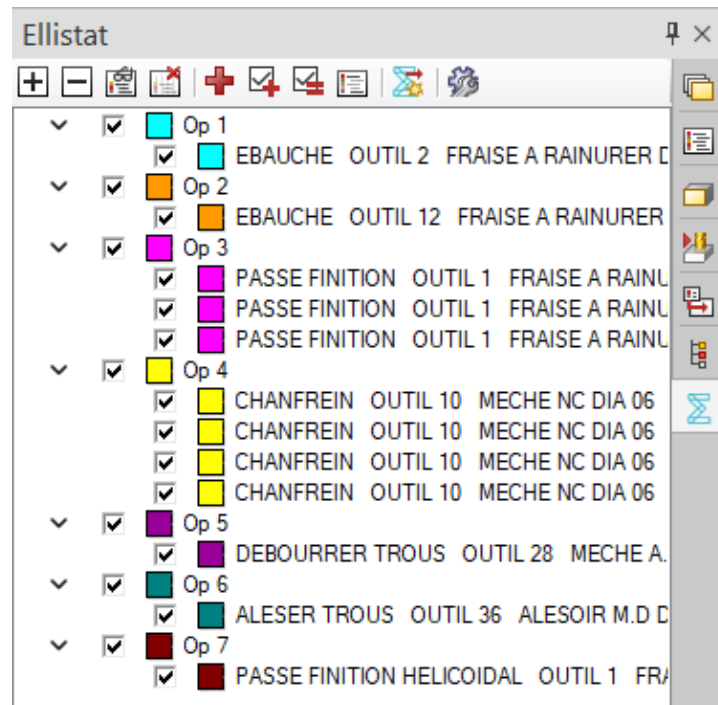 Ellistat
Op 1
EBAUCHE OUTIL 2 FRAISE A RAINURER D
Op 2
EBAUCHE OUTIL 12 FRAISE A RAINURER
Op 3
PASSE FINITION OUTIL 1 FRAISE A RAINU
PASSE FINITION OUTIL 1 FRAISE A RAINU
PASSE FINITION OUTIL 1 FRAISE A RAINU
Op 4
CHANFREIN OUTIL 10 MECHE NC DIA 06
CHANFREIN OUTIL 10 MECHE NC DIA 06
CHANFREIN OUTIL 10 MECHE NC DIA 06
CHANFREIN OUTIL 10 MECHE NC DIA 06
Op 5
DEBOURRER TROUS OUTIL 28 MECHE A.
Op 6
ALESER TROUS OUTIL 36 ALESOIR M.D D
Op 7
PASSE FINITION HELICOIDAL OUTIL 1 FRA